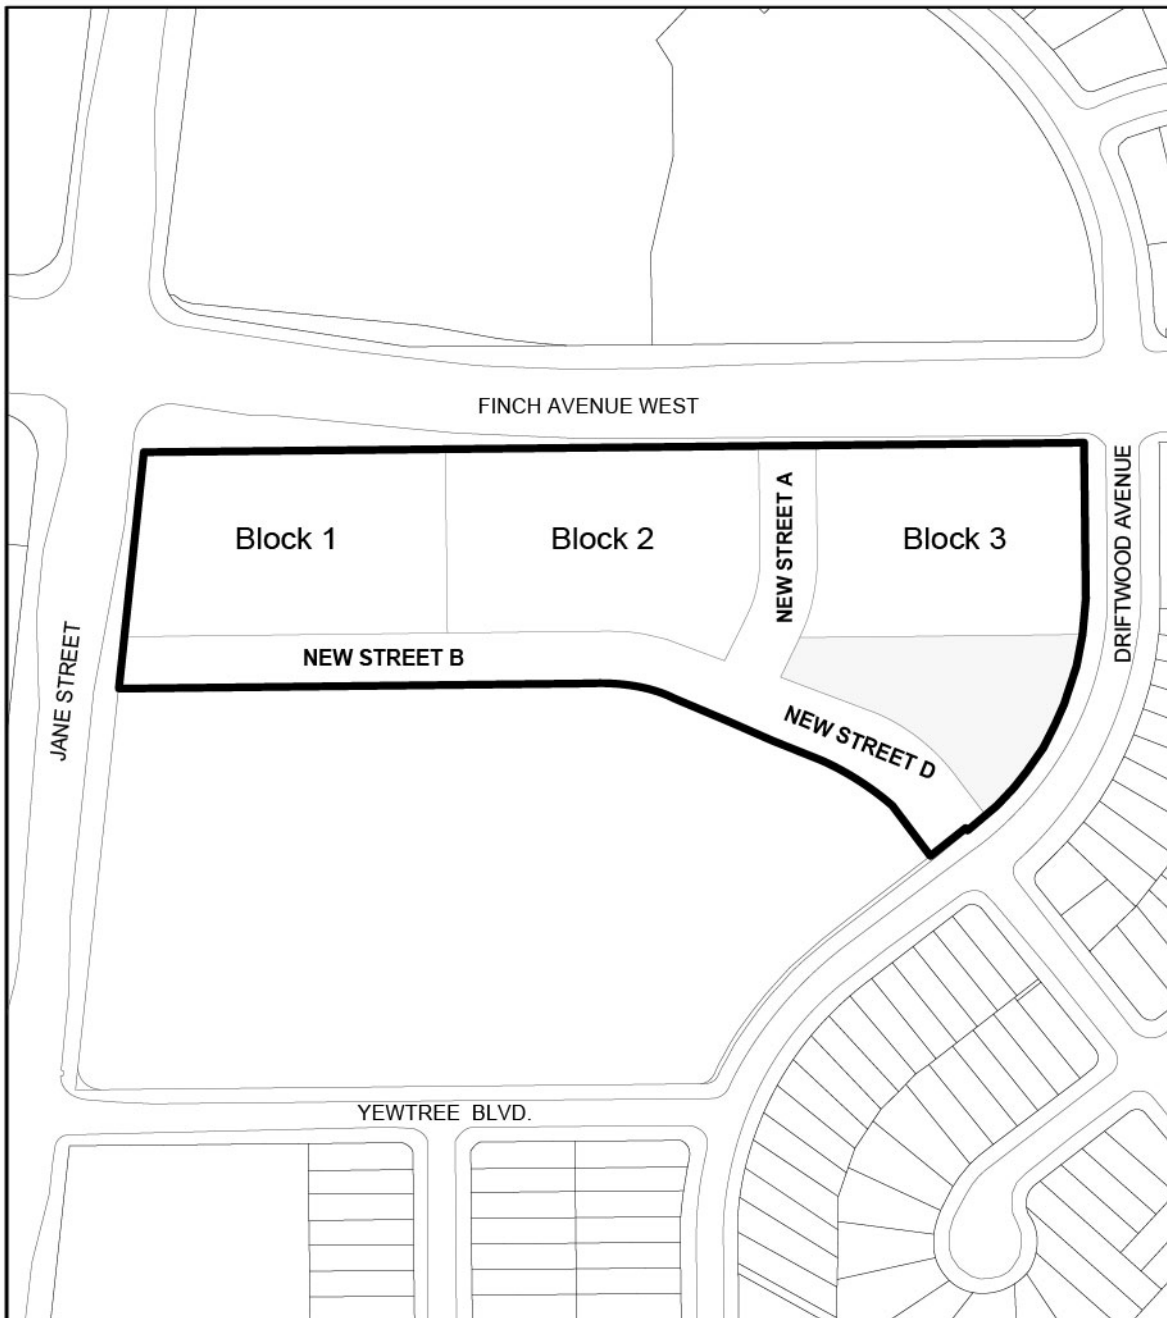 FINCH AVENUE WEST
Block 1
Block 2
NEW STREET A
Block 3
DRIFTWOOD AVENUE
JANE STREET
NEW STREET B
NEW STREET D
YEWTREE BLVD.